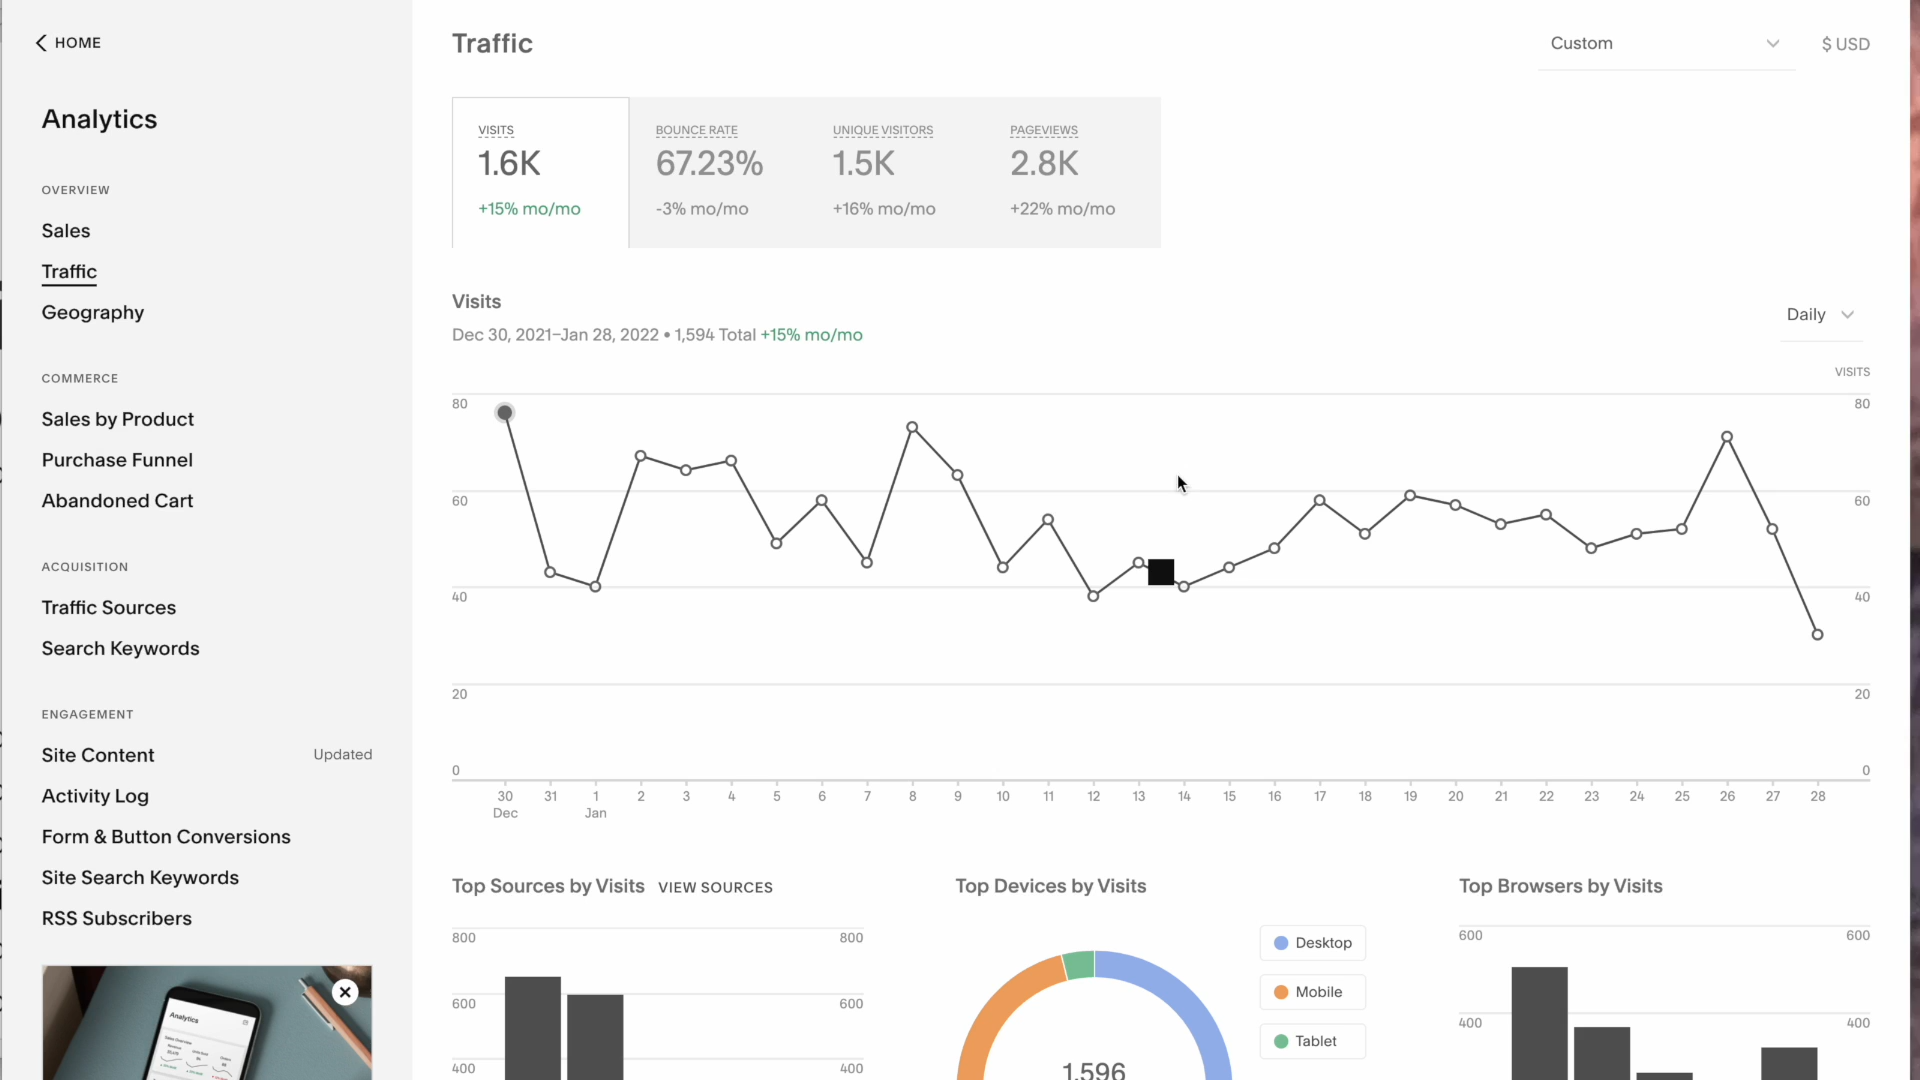 HOME
Analytics
OVERVIEW
Sales
Traffic
Geography
COMMERCE
Sales by Product
Purchase Funnel
Abandoned Cart
ACQUISITION
Traffic Sources
Search Keywords
ENGAGEMENT
Site Content Updated
Activity Log
Form & Button Conversions
Site Search Keywords
RSS Subscribers
Analytics
Traffic
Custom
$ USD
VISITS BOUNCE RATE UNIQUE VISITORS PAGEVIEWS
1.6K 67.23% 1.5K 2.8K
+15% mo/mo -3% mo/mo +16% mo/mo +22% mo/mo
Visits
Dec 30, 2021–Jan 28, 2022 • 1,594 Total +15% mo/mo
Daily
VISITS
80 80
60 60
40 40
20 20
0 0
30 31 1 2 3 4 5 6 7 8 9 10 11 12 13 14 15 16 17 18 19 20 21 22 23 24 25 26 27 28
Dec Jan
Top Sources by Visits VIEW SOURCES
800 800
600 600
400 400
Top Devices by Visits
Desktop
Mobile
Tablet
1,596
Top Browsers by Visits
600 600
400 400